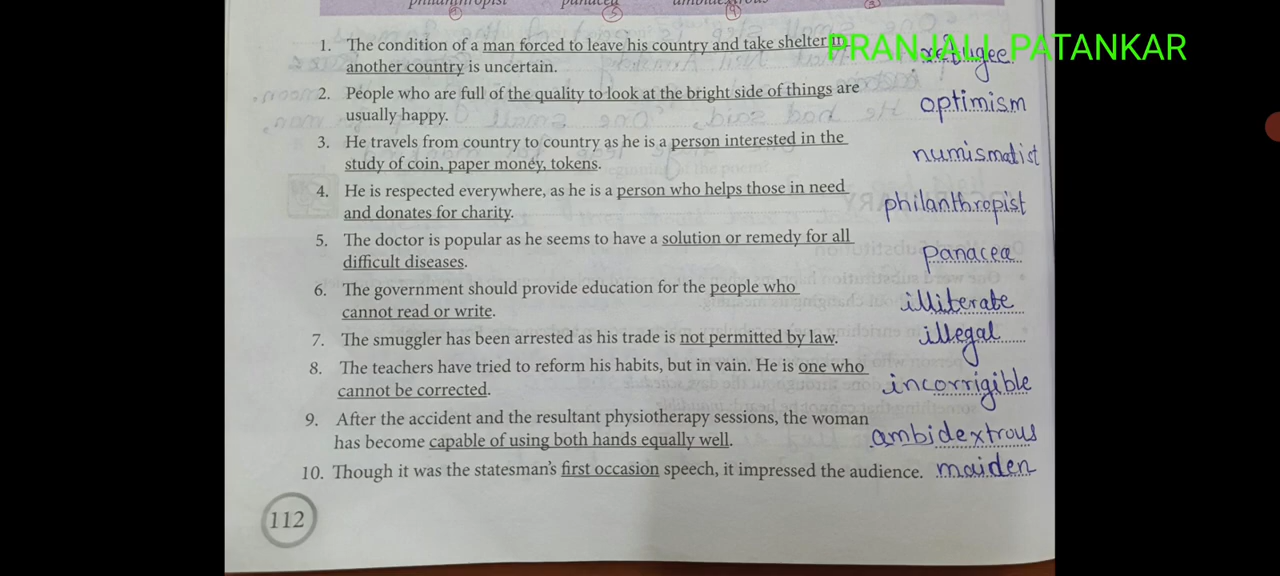 philanthropist panacea ambidextrous
PRANJALI PATANKAR
1. The condition of a man forced to leave his country and take shelter in refugee
another country is uncertain.
2. People who are full of the quality to look at the bright side of things are optimism
usually happy.
3. He travels from country to country as he is a person interested in the numismatist
study of coin, paper money, tokens.
4. He is respected everywhere, as he is a person who helps those in need philanthropist
and donates for charity.
5. The doctor is popular as he seems to have a solution or remedy for all panacea
difficult diseases.
6. The government should provide education for the people who illiterate
cannot read or write.
7. The smuggler has been arrested as his trade is not permitted by law. illegal
8. The teachers have tried to reform his habits, but in vain. He is one who incorrigible
cannot be corrected.
9. After the accident and the resultant physiotherapy sessions, the woman ambidextrous
has become capable of using both hands equally well.
10. Though it was the statesman's first occasion speech, it impressed the audience. maiden
112